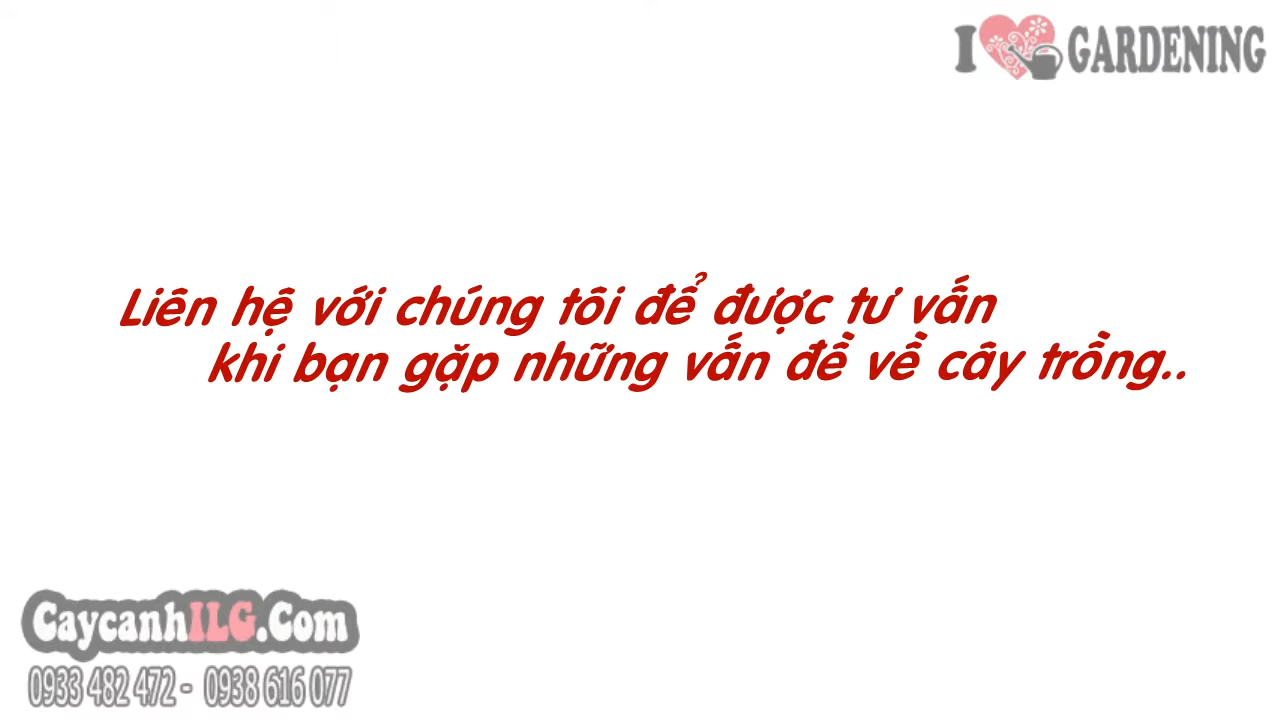 I GARDENING
Liên hệ với chúng tôi để được tư vấn
khi bạn gặp những vấn đề về cây trồng..
CaycanhILG.Com
0933 482 472 - 0938 616 077